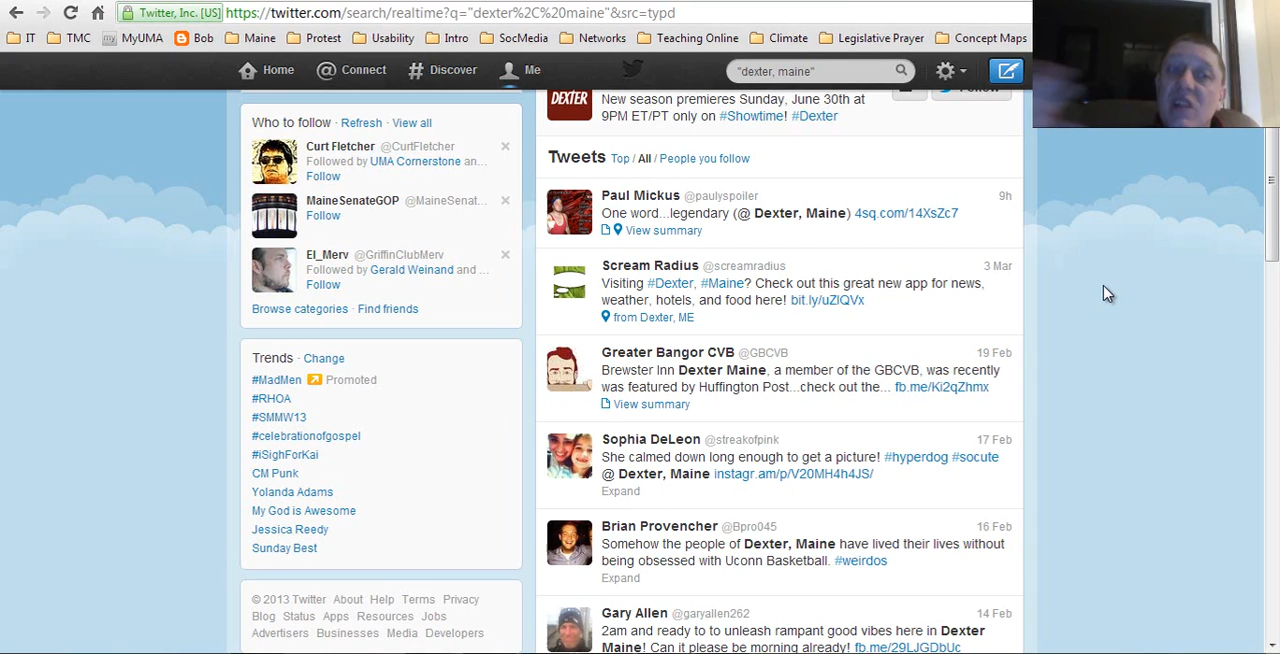 Twitter, Inc. [US] https://twitter.com/search/realtime?q="dexter%2C%20maine"&src=typd
IT TMC MyUMA Bob Maine Protest Usability Intro SocMedia Networks Teaching Online Climate Legislative Prayer Concept Maps
Home @ Connect # Discover Me "dexter, maine"
DEXTER
New season premieres Sunday, June 30th at
9PM ET/PT only on #Showtime! #Dexter
Who to follow · Refresh · View all
Curt Fletcher @CurtFletcher
Followed by UMA Cornerstone an...
Follow
MaineSenateGOP @MaineSenat...
Follow
El_Merv @GriffinClubMerv
Followed by Gerald Weinand and ...
Follow
Browse categories · Find friends
Trends · Change
#MadMen Promoted
#RHOA
#SMMW13
#celebrationofgospel
#iSighForKai
CM Punk
Yolanda Adams
My God is Awesome
Jessica Reedy
Sunday Best
© 2013 Twitter About Help Terms Privacy
Blog Status Apps Resources Jobs
Advertisers Businesses Media Developers
Tweets Top / All / People you follow
Paul Mickus @paulyspoiler 9h
One word...legendary (@ Dexter, Maine) 4sq.com/14XsZc7
View summary
Scream Radius @screamradius 3 Mar
Visiting #Dexter, #Maine? Check out this great new app for news,
weather, hotels, and food here! bit.ly/uZlQVx
from Dexter, ME
Greater Bangor CVB @GBCVB 19 Feb
Brewster Inn Dexter Maine, a member of the GBCVB, was recently
was featured by Huffington Post...check out the... fb.me/Ki2qZhmx
View summary
Sophia DeLeon @streakofpink 17 Feb
She calmed down long enough to get a picture! #hyperdog #socute
@ Dexter, Maine instagr.am/p/V20MH4h4JS/
Expand
Brian Provencher @Bpro045 16 Feb
Somehow the people of Dexter, Maine have lived their lives without
being obsessed with Uconn Basketball. #weirdos
Expand
Gary Allen @garyallen262 14 Feb
2am and ready to to unleash rampant good vibes here in Dexter
Maine! Can it please be morning already! fb.me/29LJGDbUc